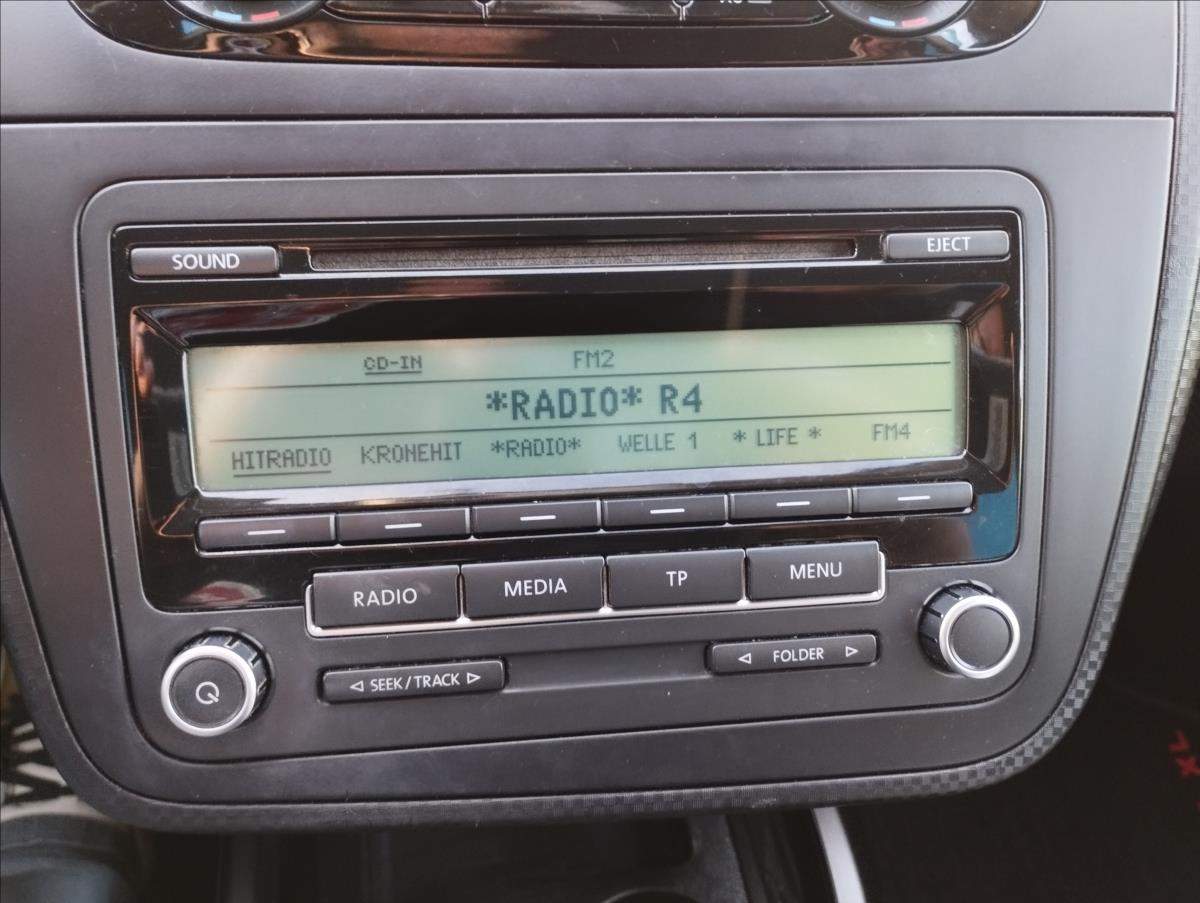 SOUND
EJECT
CD-IN FM2
*RADIO* R4
HITRADIO KRONEHIT *RADIO* WELLE 1 * LIFE * FM4
RADIO MEDIA TP MENU
SEEK/TRACK
FOLDER